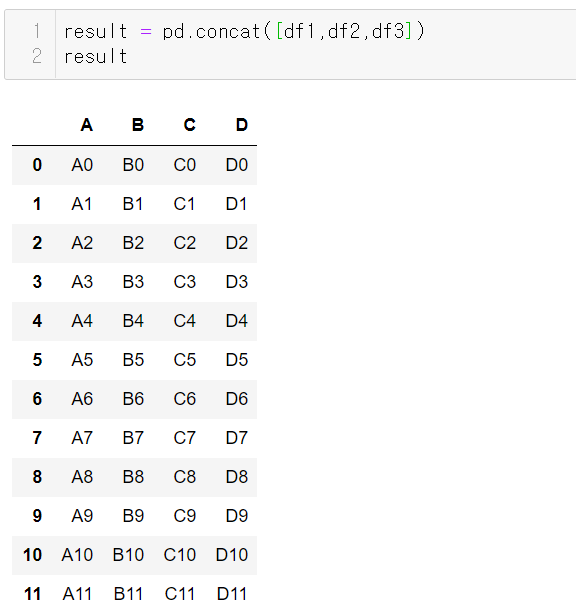 1 result = pd.concat([df1,df2,df3])
2 result
A B C D
0 A0 B0 C0 D0
1 A1 B1 C1 D1
2 A2 B2 C2 D2
3 A3 B3 C3 D3
4 A4 B4 C4 D4
5 A5 B5 C5 D5
6 A6 B6 C6 D6
7 A7 B7 C7 D7
8 A8 B8 C8 D8
9 A9 B9 C9 D9
10 A10 B10 C10 D10
11 A11 B11 C11 D11